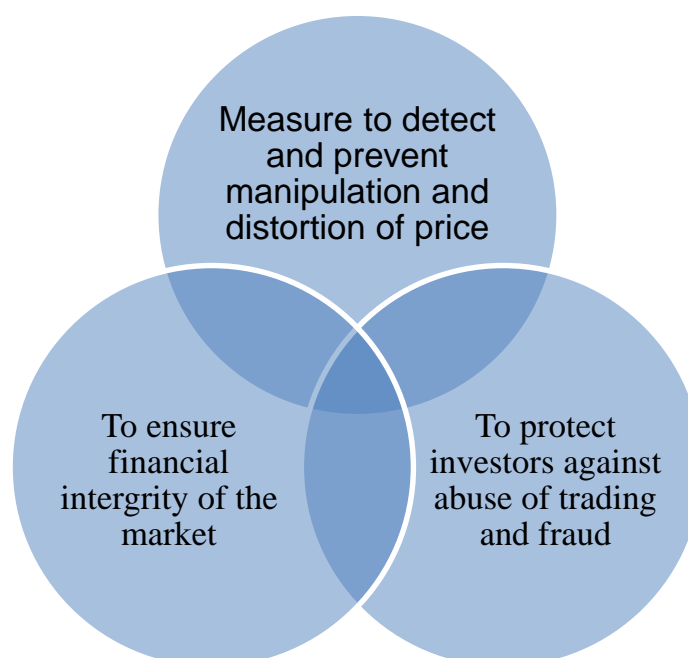 Measure to detect
and prevent
manipulation and
distortion of price
To ensure
financial
intergrity of the
market
To protect
investors against
abuse of trading
and fraud